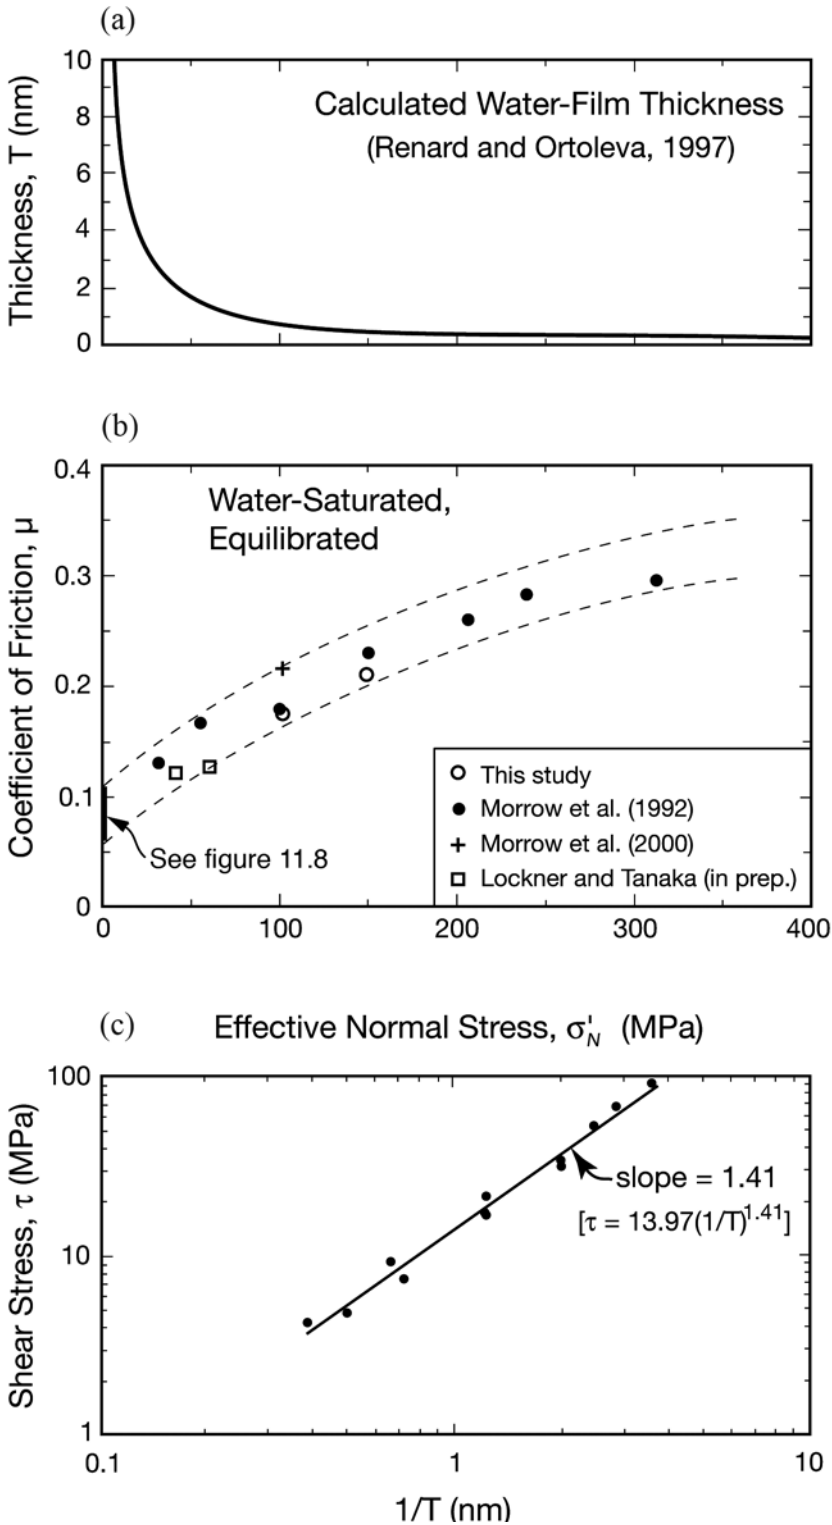 (a)
10
8
6
4
2
0
Thickness, T (nm)
Calculated Water-Film Thickness
(Renard and Ortoleva, 1997)
(b)
0.4
0.3
0.2
0.1
0
Coefficient of Friction, μ
Water-Saturated,
Equilibrated
See figure 11.8
This study
Morrow et al. (1992)
Morrow et al. (2000)
Lockner and Tanaka (in prep.)
0 100 200 300 400
Effective Normal Stress, σ'N (MPa)
(c)
100
10
1
Shear Stress, τ (MPa)
slope = 1.41
[τ = 13.97(1/T)^1.41]
0.1 1 10
1/T (nm)